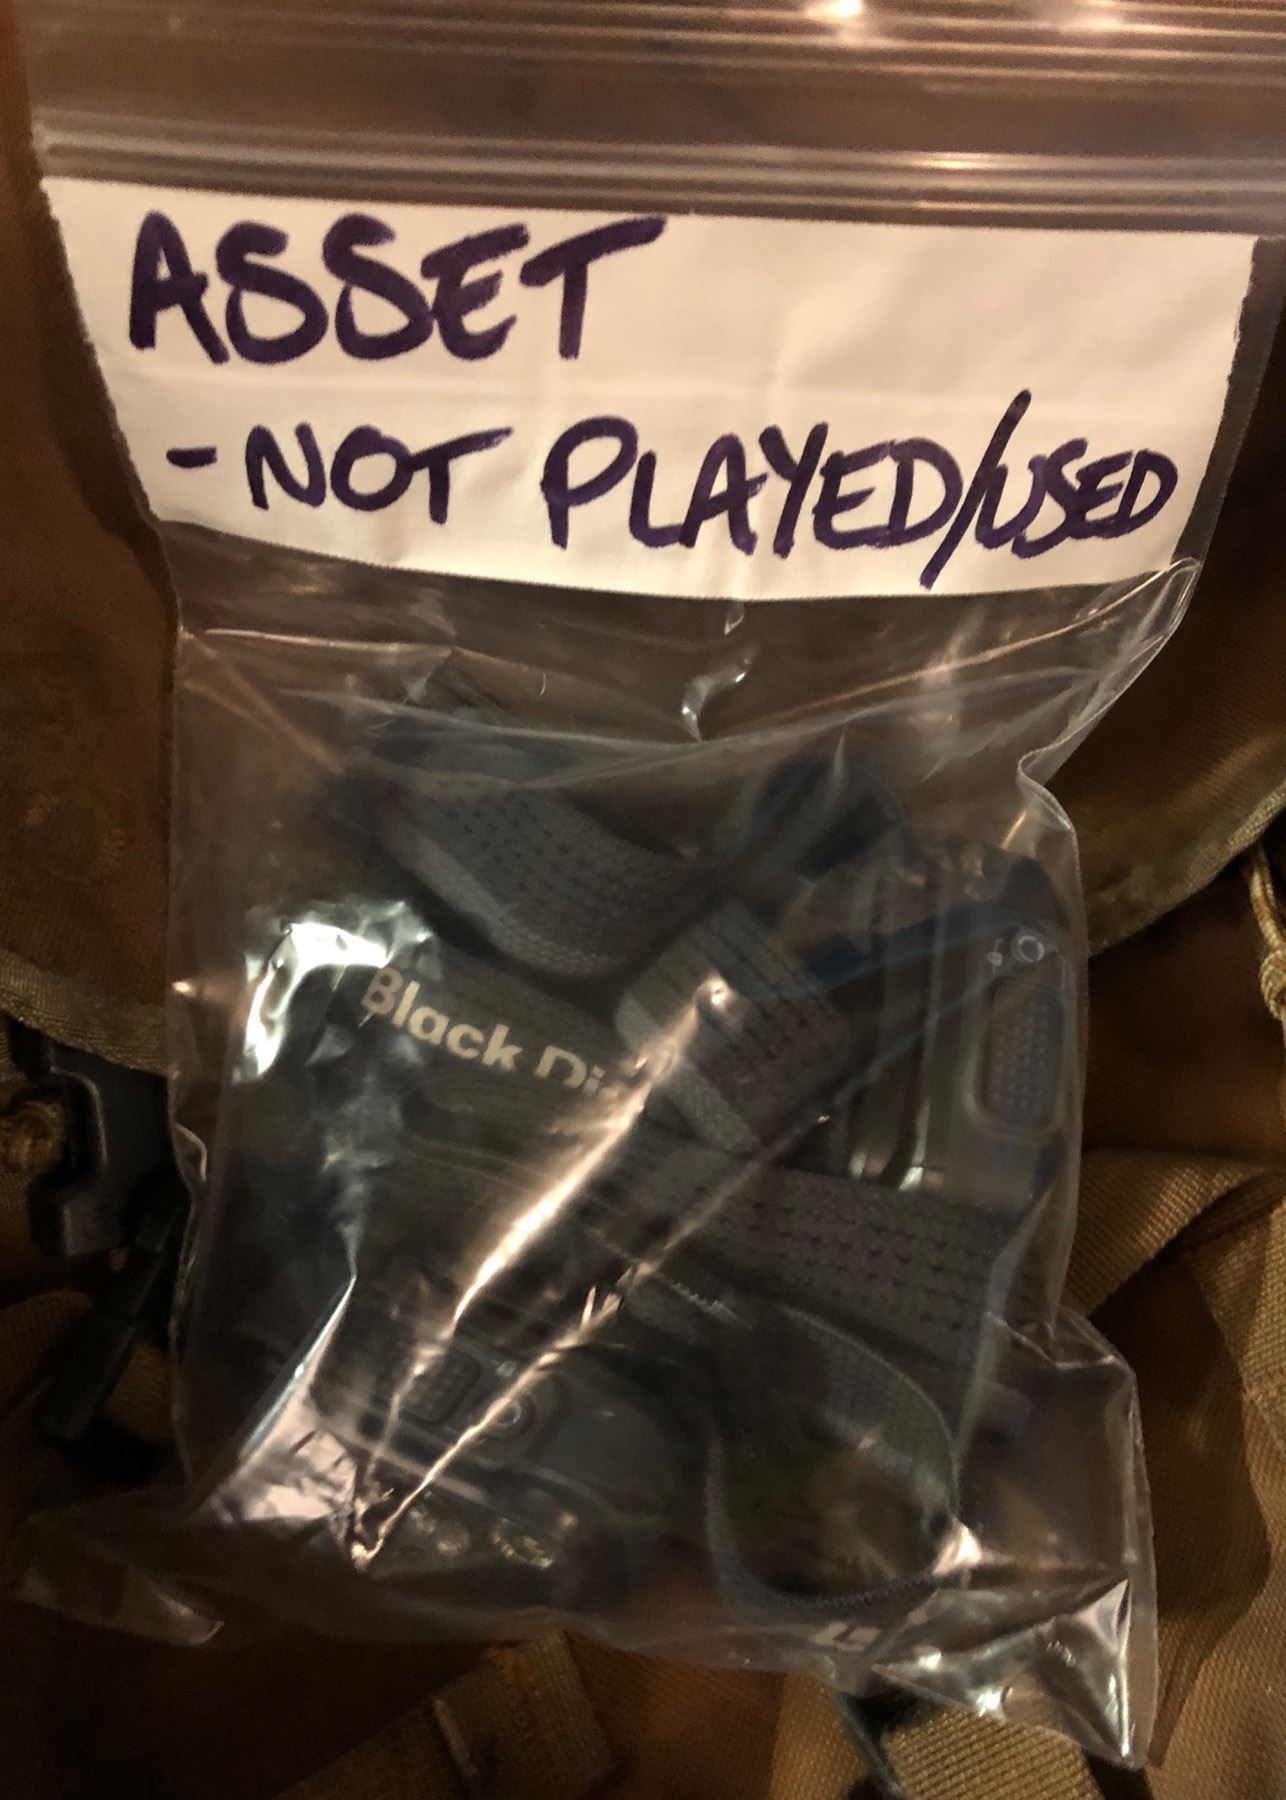 ASSET
- NOT PLAYED/USED
Black Di